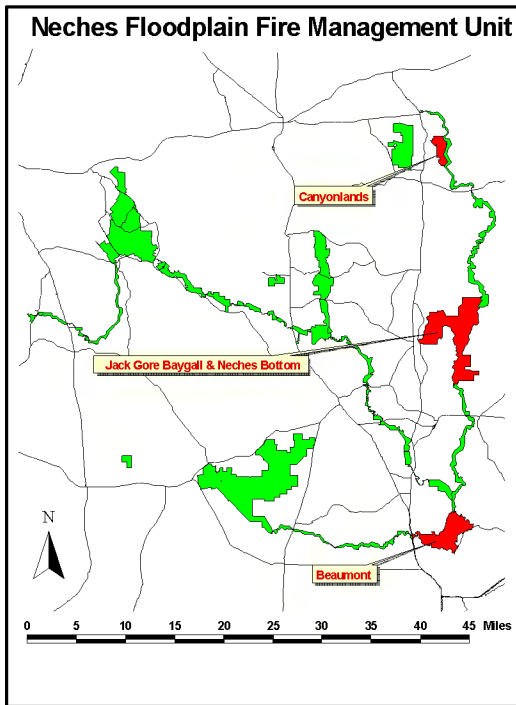 Neches Floodplain Fire Management Unit
Canyonlands
Jack Gore Baygall & Neches Bottom
N
Beaumont
0 5 10 15 20 25 30 35 40 45 Miles